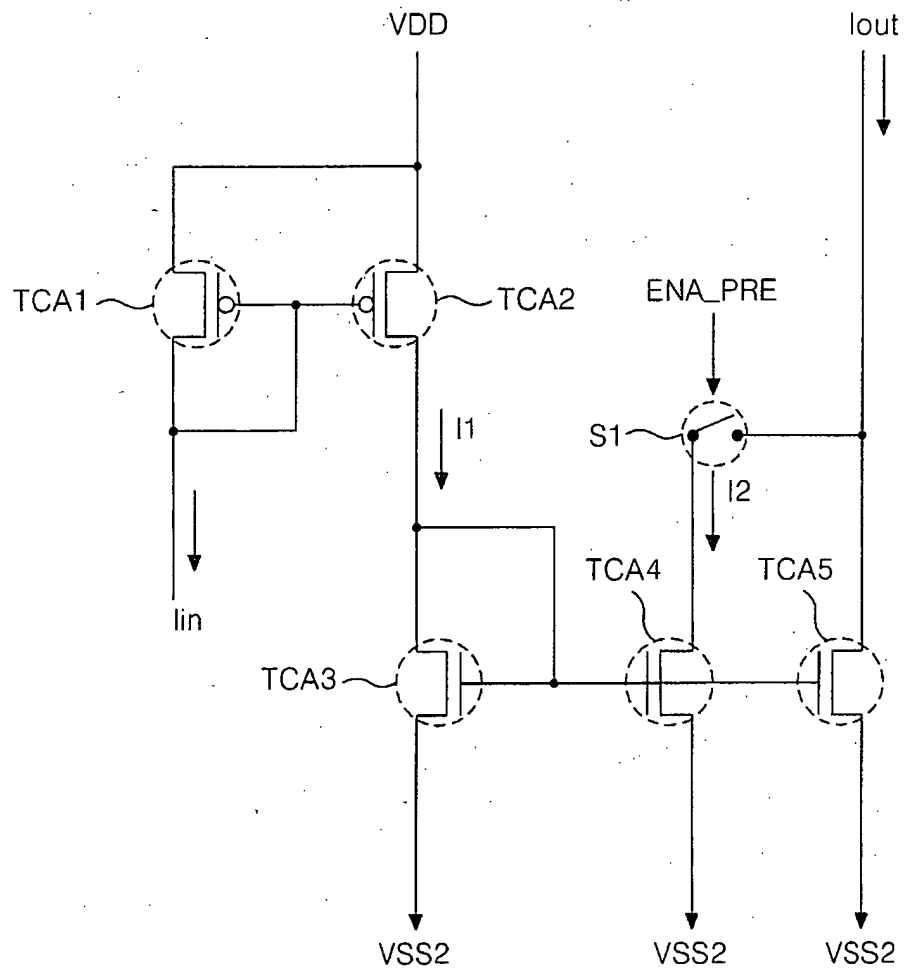 VDD
Iout
TCA1
TCA2
ENA_PRE
S1
I1
I2
Iin
TCA4
TCA5
TCA3
VSS2
VSS2
VSS2